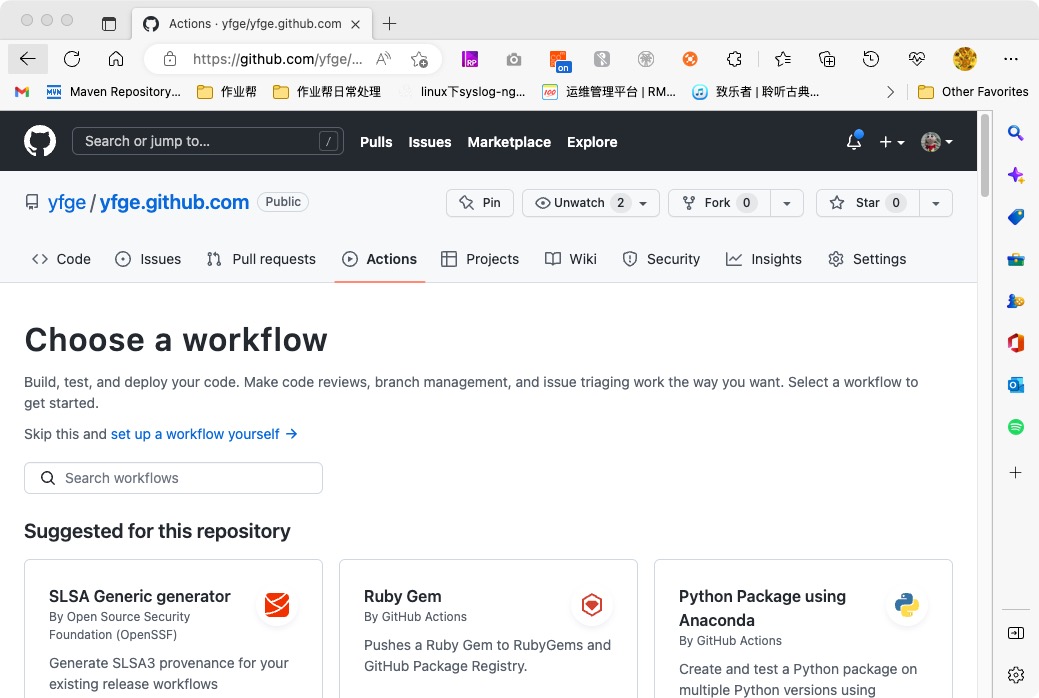 Actions · yfge/yfge.github.com
https://github.com/yfge/...
A
RP
on
Maven Repository...
作业帮
作业帮日常处理
linux下syslog-ng...
运维管理平台 | RM...
致乐者 | 聆听古典...
Other Favorites
Search or jump to...
/
Pulls
Issues
Marketplace
Explore
yfge / yfge.github.com
Public
Pin
Unwatch 2
Fork 0
Star 0
Code
Issues
Pull requests
Actions
Projects
Wiki
Security
Insights
Settings
Choose a workflow
Build, test, and deploy your code. Make code reviews, branch management, and issue triaging work the way you want. Select a workflow to
get started.
Skip this and set up a workflow yourself →
Search workflows
Suggested for this repository
SLSA Generic generator
By Open Source Security
Foundation (OpenSSF)
Generate SLSA3 provenance for your
existing release workflows
Ruby Gem
By GitHub Actions
Pushes a Ruby Gem to RubyGems and
GitHub Package Registry.
Python Package using
Anaconda
By GitHub Actions
Create and test a Python package on
multiple Python versions using